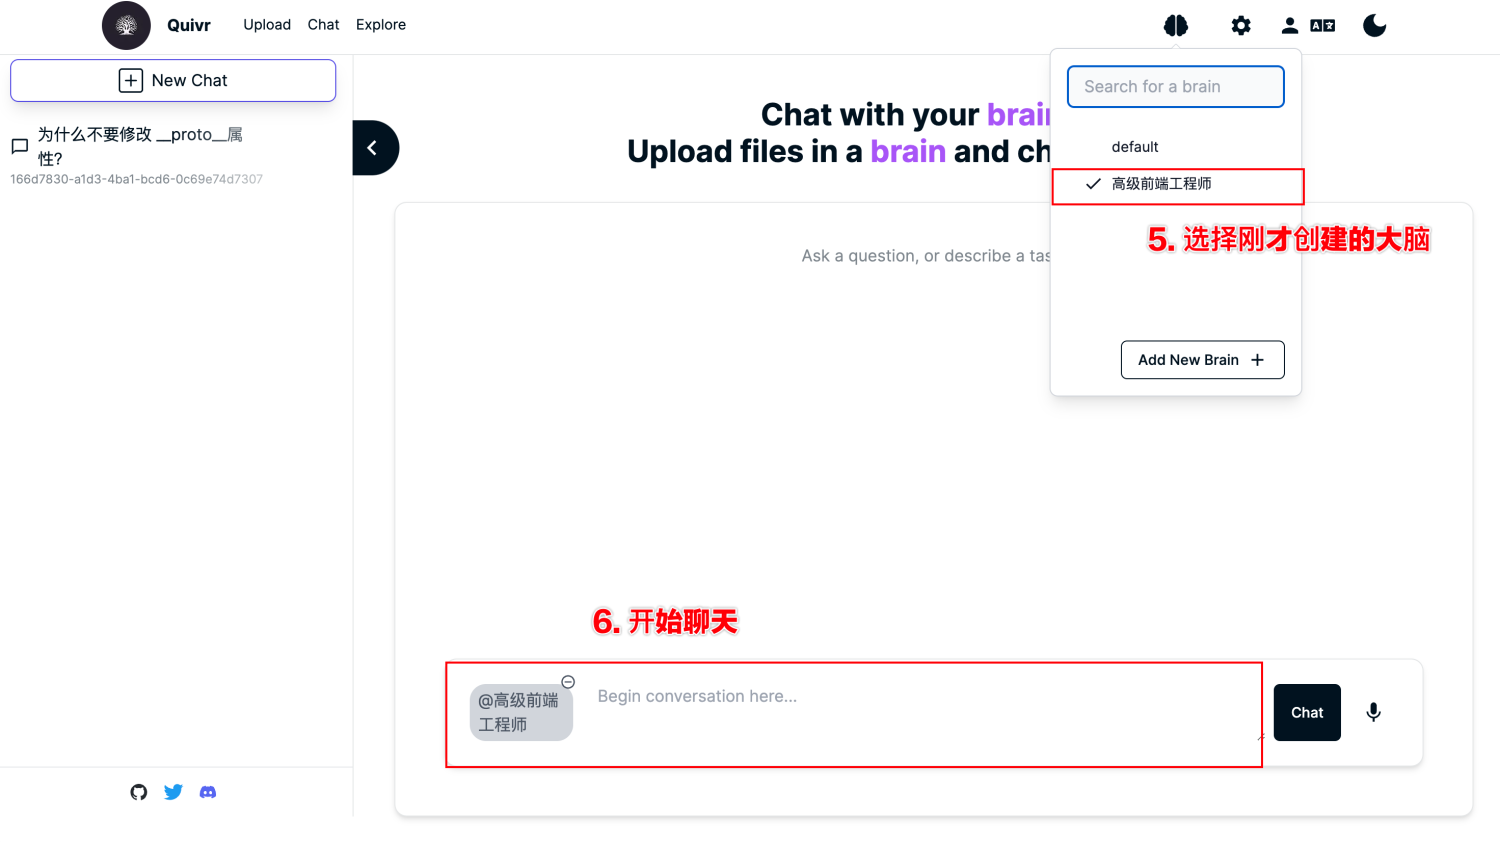 Quivr
Upload Chat Explore
New Chat
为什么不要修改 __proto__属
性?
166d7830-a1d3-4ba1-bcd6-0c69e74d7307
Chat with your brain
Upload files in a brain and ch
Ask a question, or describe a tas
Search for a brain
default
高级前端工程师
5. 选择刚才创建的大脑
Add New Brain +
6. 开始聊天
@高级前端
工程师
Begin conversation here...
Chat